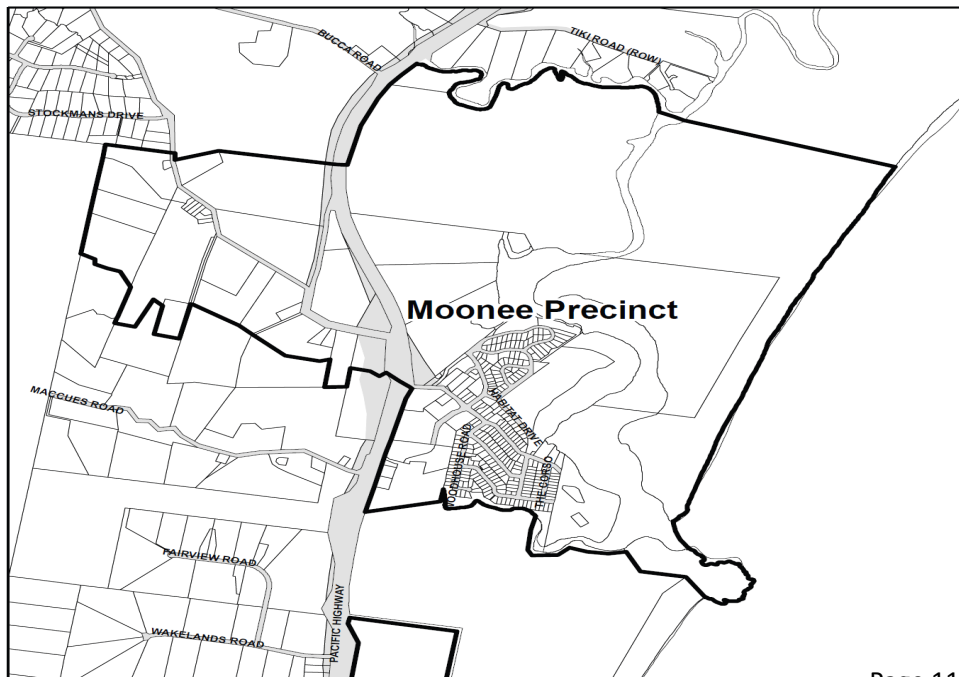 BUCCA ROAD
TIKI ROAD (ROW)
STOCKMANS DRIVE
Moonee Precinct
MACCUES ROAD
HABITAT DRIVE
WOODHOUSE ROAD
THE CORSO
FAIRVIEW ROAD
WAKELANDS ROAD
PACIFIC HIGHWAY
Page 11